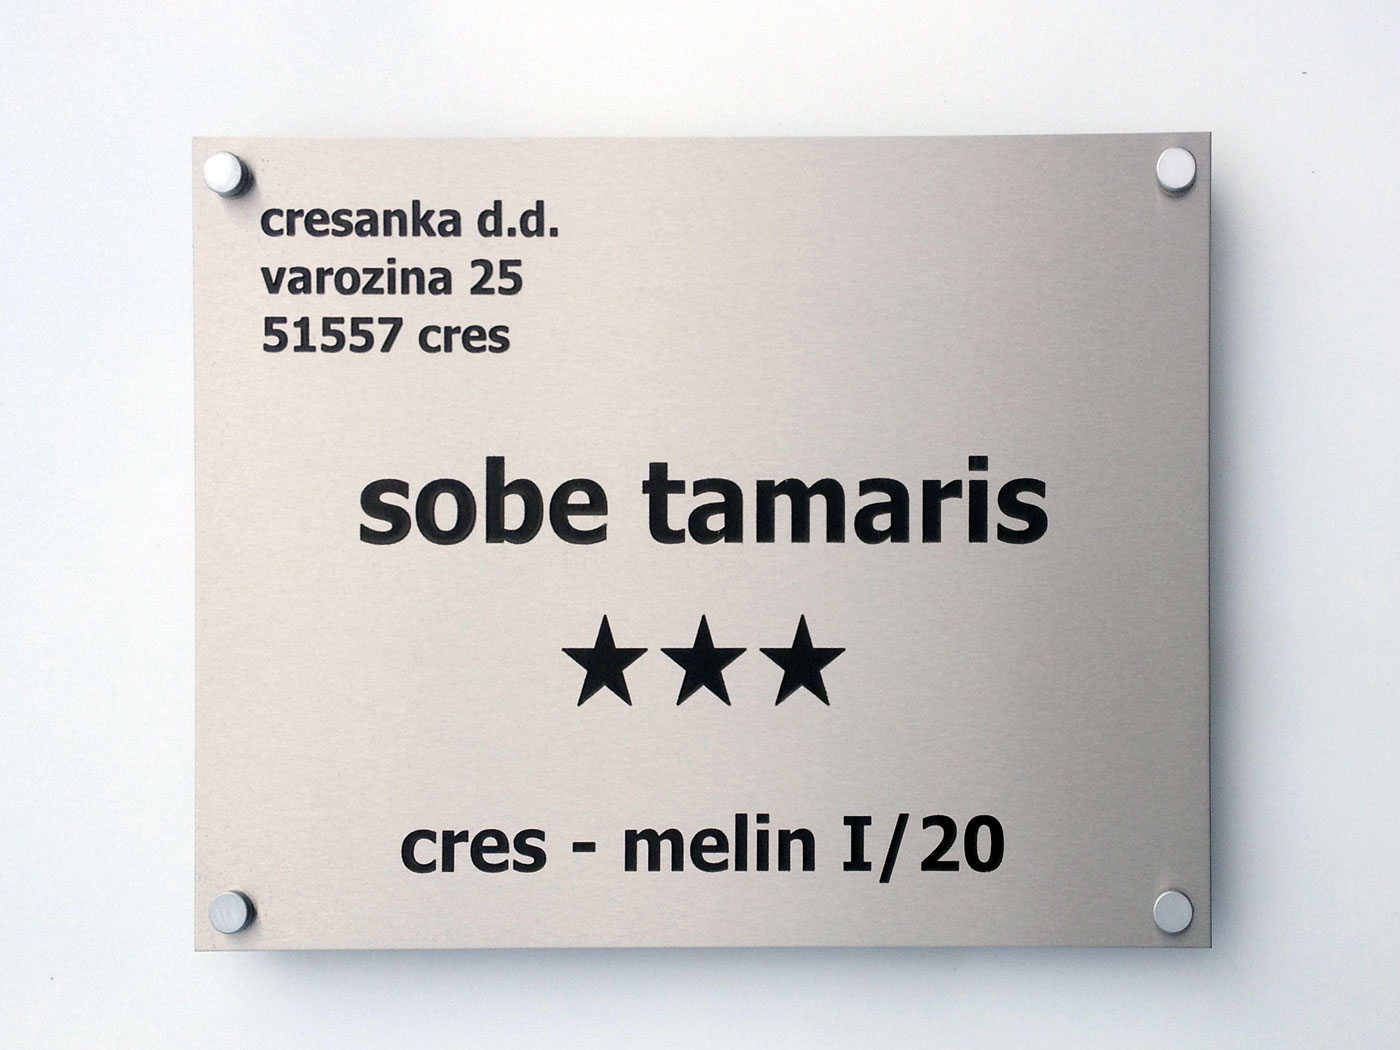 cresanka d.d.
varozina 25
51557 cres
sobe tamaris
★★★
cres - melin I/20